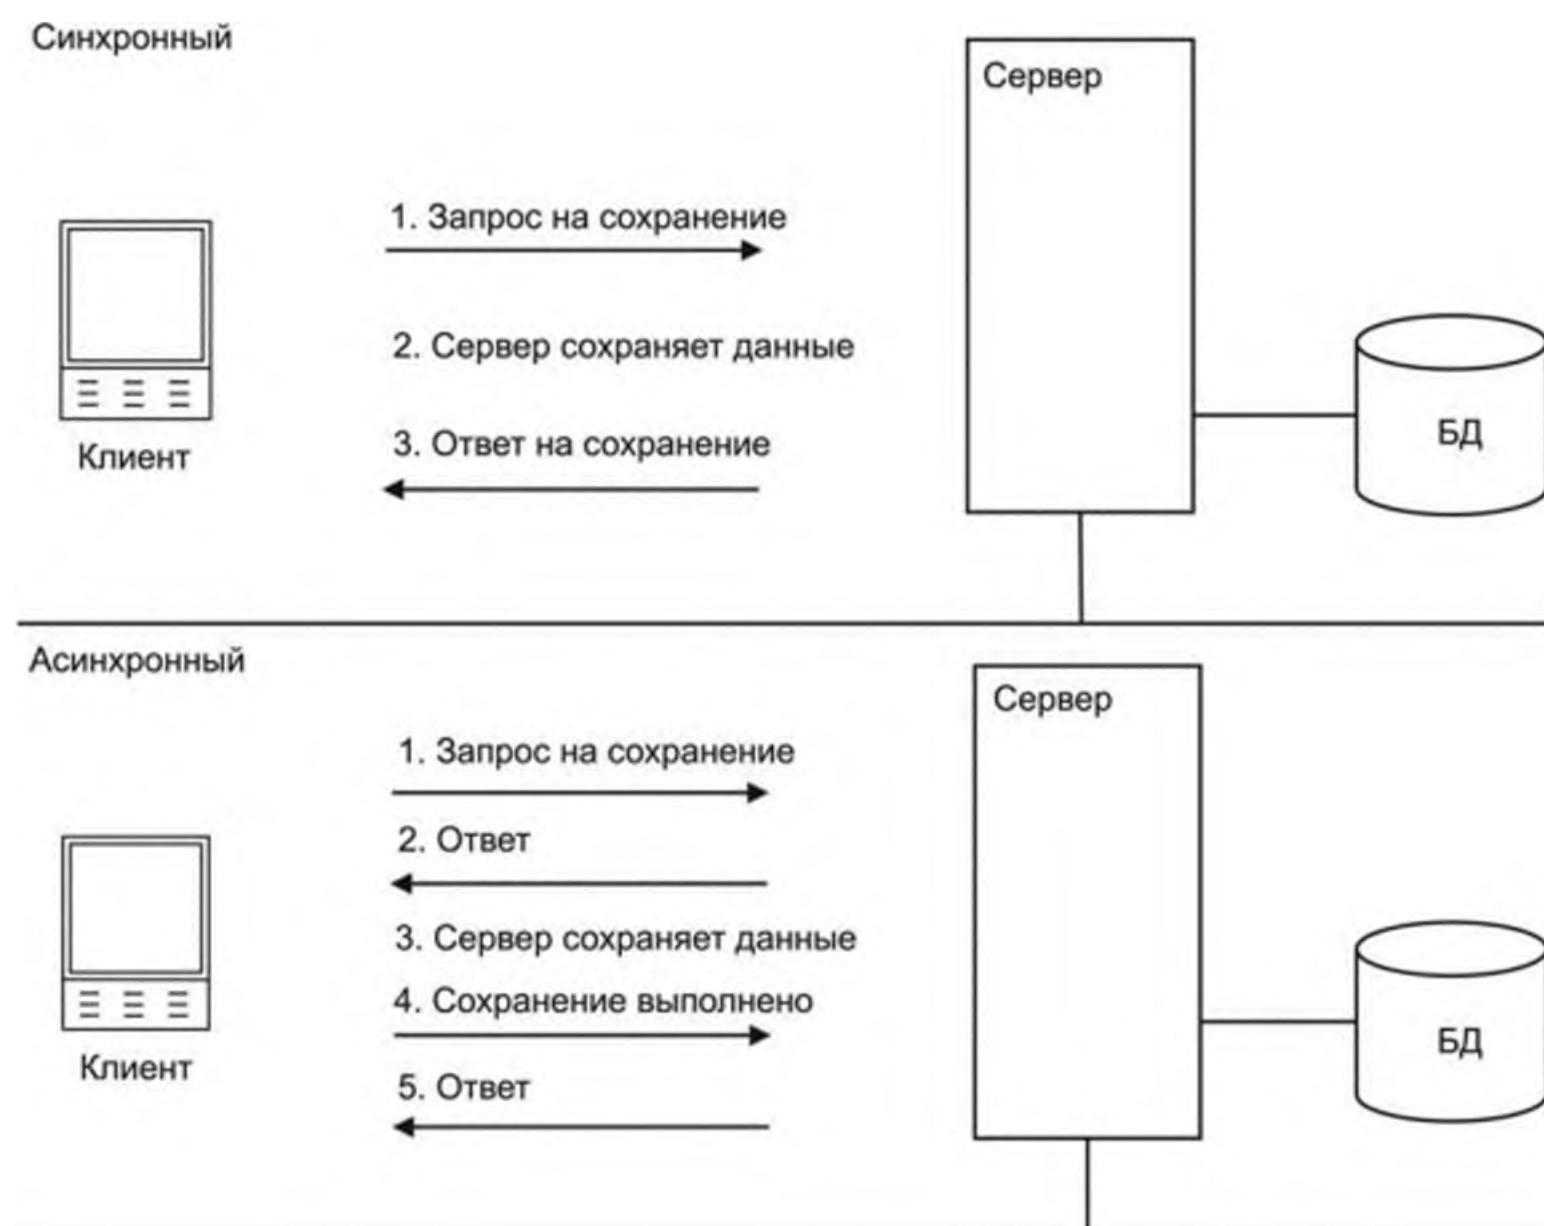 Синхронный
Сервер
1. Запрос на сохранение
2. Сервер сохраняет данные
3. Ответ на сохранение
Клиент
БД
Асинхронный
Сервер
1. Запрос на сохранение
2. Ответ
3. Сервер сохраняет данные
4. Сохранение выполнено
5. Ответ
Клиент
БД